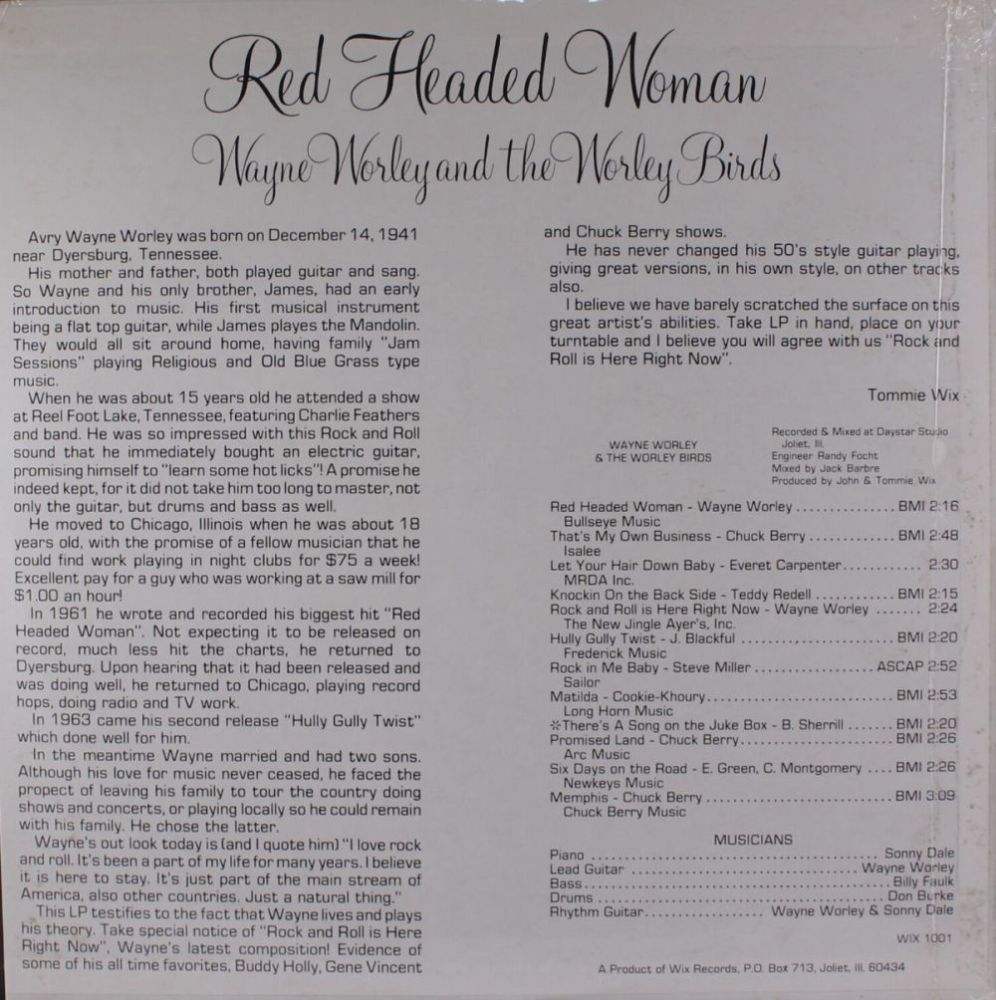 Red Headed Woman
Wayne Worley and the Worley Birds
Avry Wayne Worley was born on December 14, 1941
near Dyersburg, Tennessee.
His mother and father, both played guitar and sang.
So Wayne and his only brother, James, had an early
introduction to music. His first musical instrument
being a flat top guitar, while James playes the Mandolin.
They would all sit around home, having family "Jam
Sessions" playing Religious and Old Blue Grass type
music.
When he was about 15 years old he attended a show
at Reel Foot Lake, Tennessee, featuring Charlie Feathers
and band. He was so impressed with this Rock and Roll
sound that he immediately bought an electric guitar,
promising himself to "learn some hot licks"! A promise he
indeed kept, for it did not take him too long to master, not
only the guitar, but drums and bass as well.
He moved to Chicago, Illinois when he was about 18
years old, with the promise of a fellow musician that he
could find work playing in night clubs for $75 a week!
Excellent pay for a guy who was working at a saw mill for
$1.00 an hour!
In 1961 he wrote and recorded his biggest hit "Red
Headed Woman". Not expecting it to be released on
record, much less hit the charts, he returned to
Dyersburg. Upon hearing that it had been released and
was doing well, he returned to Chicago, playing record
hops, doing radio and TV work.
In 1963 came his second release "Hully Gully Twist"
which done well for him.
In the meantime Wayne married and had two sons.
Although his love for music never ceased, he faced the
propect of leaving his family to tour the country doing
shows and concerts, or playing locally so he could remain
with his family. He chose the latter.
Wayne's out look today is (and I quote him) "I love rock
and roll. It's been a part of my life for many years. I believe
it is here to stay. It's just part of the main stream of
America, also other countries. Just a natural thing."
This LP testifies to the fact that Wayne lives and plays
his theory. Take special notice of "Rock and Roll is Here
Right Now", Wayne's latest composition! Evidence of
some of his all time favorites, Buddy Holly, Gene Vincent
and Chuck Berry shows.
He has never changed his 50's style guitar playing,
giving great versions, in his own style, on other tracks
also.
I believe we have barely scratched the surface on this
great artist's abilities. Take LP in hand, place on your
turntable and I believe you will agree with us "Rock and
Roll is Here Right Now".
Tommie Wix
WAYNE WORLEY
& THE WORLEY BIRDS
Recorded & Mixed at Daystar Studio
Joliet, Ill.
Engineer Randy Focht
Mixed by Jack Barbre
Produced by John & Tommie Wix
Red Headed Woman - Wayne Worley ............... BMI 2:16
Bullseye Music
That's My Own Business - Chuck Berry ............ BMI 2:48
Isalee
Let Your Hair Down Baby - Everet Carpenter........... 2:30
MRDA Inc.
Knockin On the Back Side - Teddy Redell ........... BMI 2:15
Rock and Roll is Here Right Now - Wayne Worley ....... 2:24
The New Jingle Ayer's, Inc.
Hully Gully Twist - J. Blackful ...................... BMI 2:20
Frederick Music
Rock in Me Baby - Steve Miller ................. ASCAP 2:52
Sailor
Matilda - Cookie-Khoury........................... BMI 2:53
Long Horn Music
*There's A Song on the Juke Box - B. Sherrill ....... BMI 2:20
Promised Land - Chuck Berry...................... BMI 2:26
Arc Music
Six Days on the Road - E. Green, C. Montgomery .... BMI 2:26
Newkeys Music
Memphis - Chuck Berry ........................... BMI 3:09
Chuck Berry Music
MUSICIANS
Piano ......................................... Sonny Dale
Lead Guitar ................................ Wayne Worley
Bass........................................... Billy Faulk
Drums ......................................... Don Burke
Rhythm Guitar................. Wayne Worley & Sonny Dale
WIX 1001
A Product of Wix Records, P.O. Box 713, Joliet, Ill. 60434